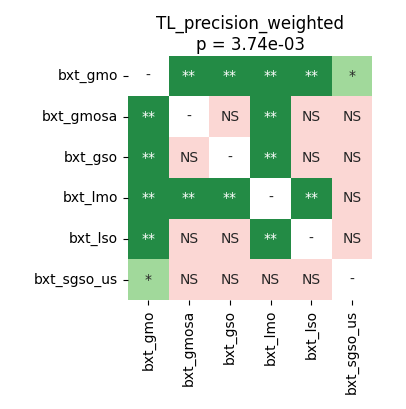 TL_precision_weighted
p = 3.74e-03
bxt_gmo - ** ** ** ** *
bxt_gmosa ** - NS ** NS NS
bxt_gso ** NS - ** NS NS
bxt_lmo ** ** ** - ** NS
bxt_lso ** NS NS ** - NS
bxt_sgso_us * NS NS NS NS -
bxt_gmo bxt_gmosa bxt_gso bxt_lmo bxt_lso bxt_sgso_us